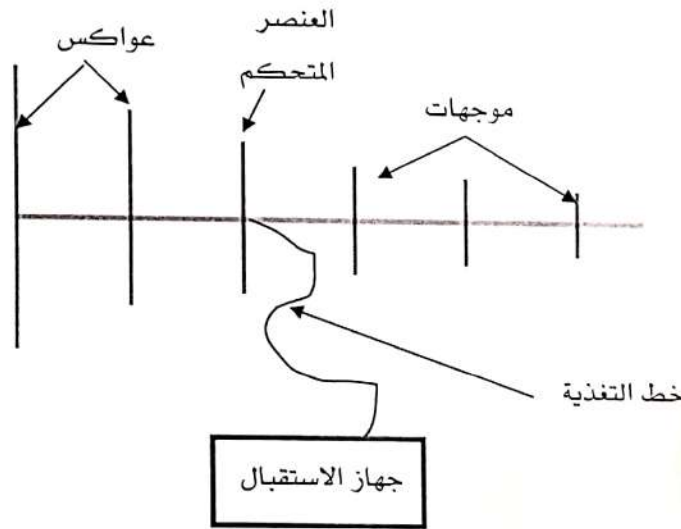 العنصر
المتحكم
عواكس
موجهات
خط التغذية
جهاز الاستقبال